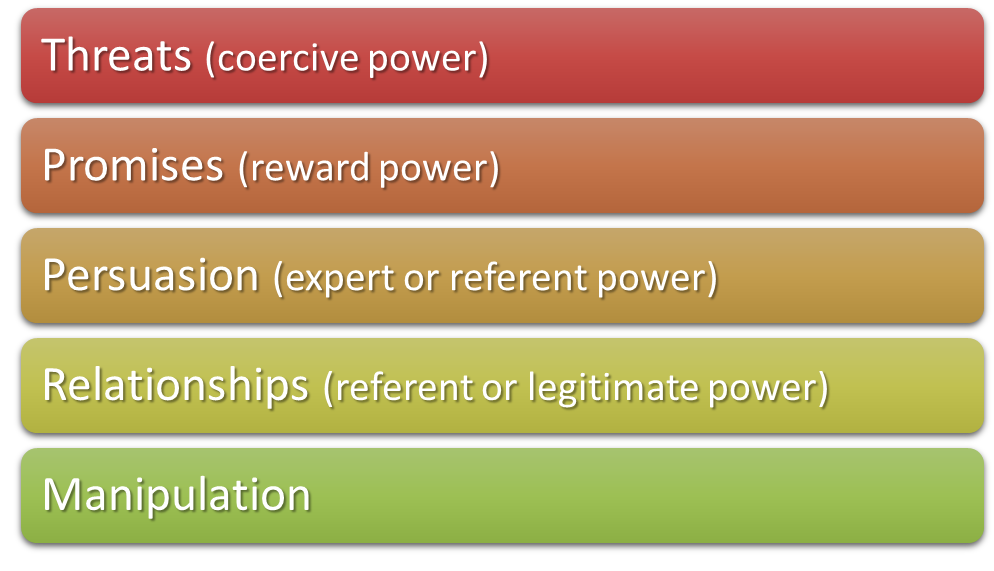 Threats (coercive power)
Promises (reward power)
Persuasion (expert or referent power)
Relationships (referent or legitimate power)
Manipulation